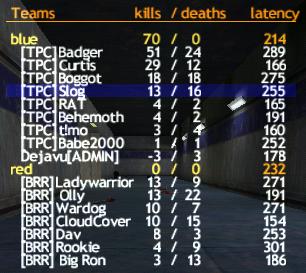 Teams kills / deaths latency
blue 70 / 0 214
[TPC]Badger 51 / 24 289
[TPC]Curtis 29 / 12 166
[TPC]Boggot 18 / 18 275
[TPC]Slog 13 / 16 255
[TPC]RAT 4 / 2 165
[TPC]Behemoth 4 / 2 191
[TPC]t!mo 3 / 4 160
[TPC]Babe2000 1 / 1 252
Dejavu[ADMIN] -3 / 3 178
red 0 / 0 232
[BRR]Ladywarrior 13 / 9 271
[BRR] Olly 13 / 22 191
[BRR]Wardog 10 / 7 271
[BRR]CloudCover 10 / 15 154
[BRR]Dav 8 / 3 253
[BRR]Rookie 4 / 9 301
[BRR] Big Ron 3 / 13 186